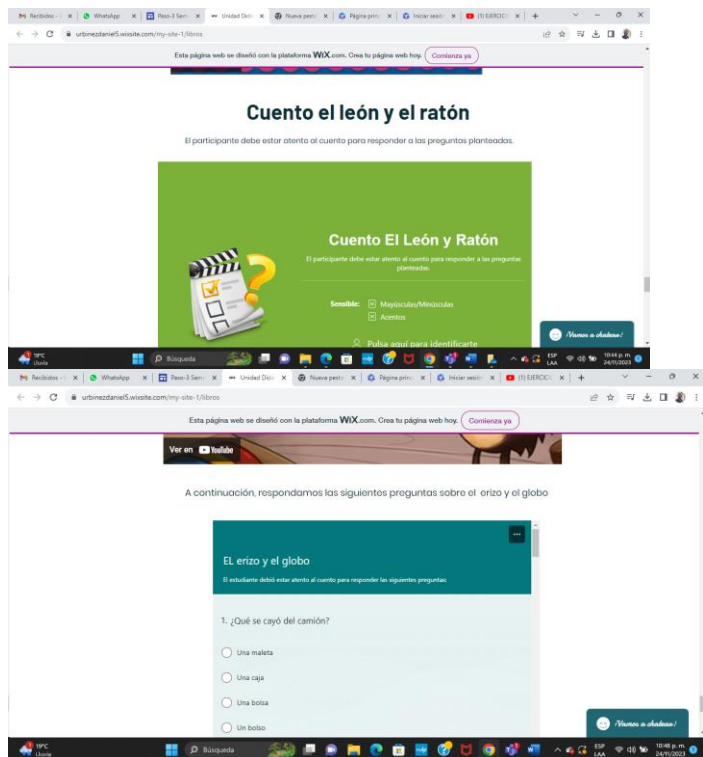 Recibidos - WhatsApp Paso-3 Sem Unidad Didá Nueva pest Página princ Iniciar sesió (1) EJERCIC
urbinezdaniel5.wixsite.com/my-site-1/libros
Esta página web se diseñó con la plataforma WiX.com. Crea tu página web hoy. Comienza ya
Cuento el león y el ratón
El participante debe estar atento al cuento para responder a las preguntas planteadas.
Cuento El León y Ratón
El participante debe estar atento al cuento para responder a las preguntas
planteadas.
Sensible: Mayúsculas/Minúsculas
Acentos
Pulsa aquí para identificarte
¡Vamos a chatear!
19°C
Lluvia
Búsqueda
ESP
LAA
10:44 p. m.
24/11/2023
Recibidos - WhatsApp Paso-3 Sem Unidad Didá Nueva pest Página princ Iniciar sesió (1) EJERCIC
urbinezdaniel5.wixsite.com/my-site-1/libros
Esta página web se diseñó con la plataforma WiX.com. Crea tu página web hoy. Comienza ya
Ver en YouTube
A continuación, respondamos las siguientes preguntas sobre el erizo y el globo
EL erizo y el globo
El estudiante debió estar atento al cuento para responder las siguientes preguntas:
1. ¿Qué se cayó del camión?
Una maleta
Una caja
Una bolsa
Un bolso
¡Vamos a chatear!
19°C
Lluvia
Búsqueda
ESP
LAA
10:48 p. m.
24/11/2023